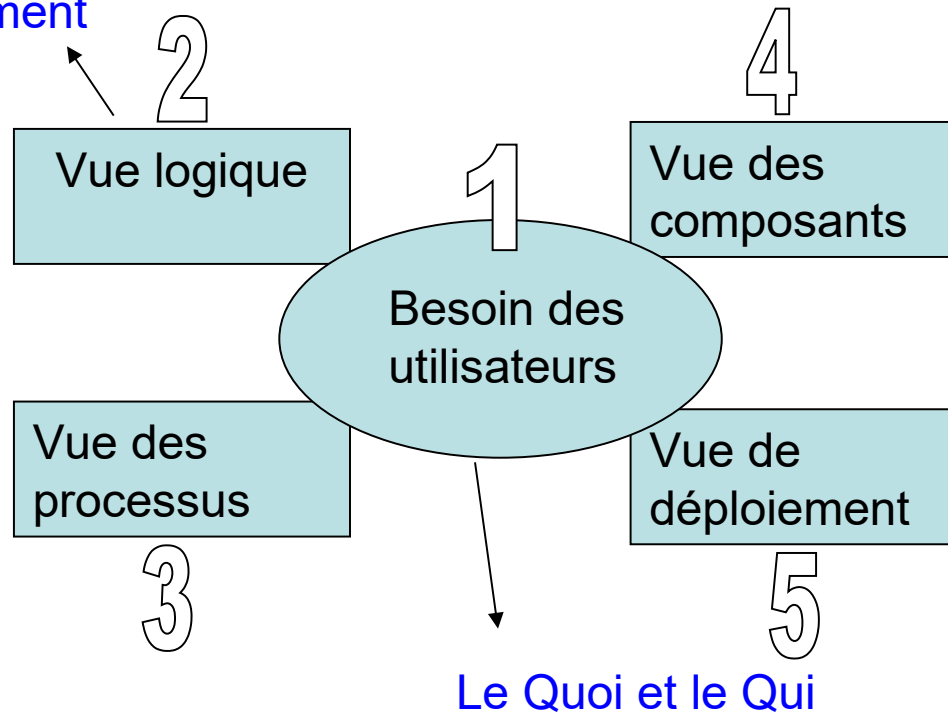 2
4
Vue logique
1
Vue des
composants
Besoin des
utilisateurs
Vue des
processus
Vue de
déploiement
3
5
Le Quoi et le Qui